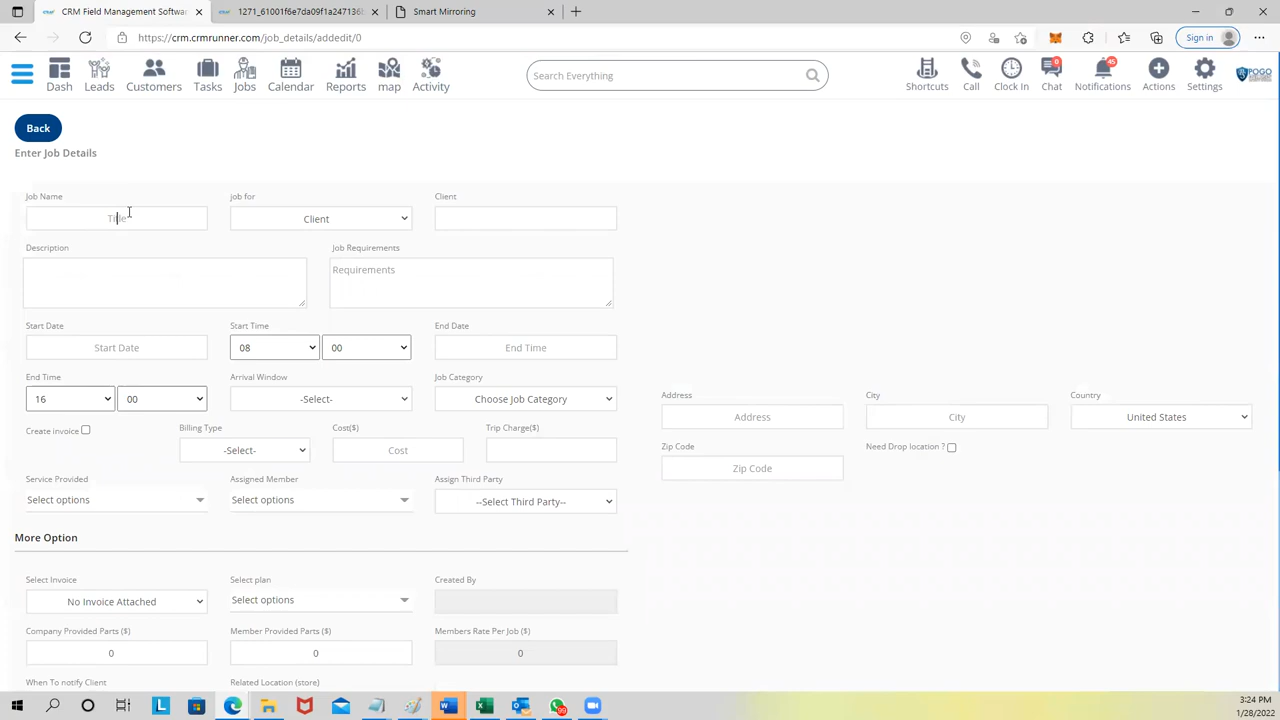 CRM Field Management Softwa
1271_61001f6e7da09f1a247136
Smart Mirroring
https://crm.crmrunner.com/job_details/addedit/0
Sign in
Dash
Leads
Customers
Tasks
Jobs
Calendar
Reports
map
Activity
Search Everything
Shortcuts
Call
Clock In
0
Chat
45
Notifications
Actions
Settings
POGO
Back
Enter Job Details
Job Name
job for
Client
Title
Client
Description
Job Requirements
Requirements
Start Date
Start Time
End Date
Start Date
08
00
End Time
End Time
Arrival Window
Job Category
16
00
-Select-
Choose Job Category
Address
City
Country
Address
City
United States
Create invoice
Billing Type
Cost($)
Trip Charge($)
-Select-
Cost
Zip Code
Need Drop location ?
Zip Code
Service Provided
Assigned Member
Assign Third Party
Select options
Select options
--Select Third Party--
More Option
Select Invoice
Select plan
Created By
No Invoice Attached
Select options
Company Provided Parts ($)
Member Provided Parts ($)
Members Rate Per Job ($)
0
0
0
When To notify Client
Related Location (store)
99
3:24 PM
1/28/2022